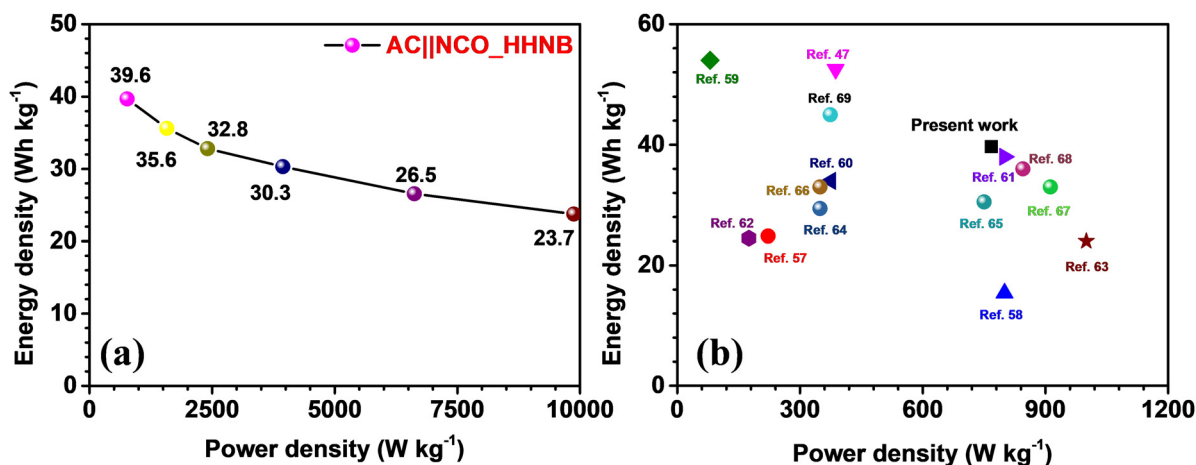 50
40
30
20
10
0
Energy density (Wh kg⁻¹)
AC||NCO_HHNB
39.6
35.6
32.8
30.3
26.5
23.7
(a)
0 2500 5000 7500 10000
Power density (W kg⁻¹)
60
40
20
0
Energy density (Wh kg⁻¹)
Ref. 59
Ref. 47
Ref. 69
Present work
Ref. 60
Ref. 61
Ref. 68
Ref. 66
Ref. 67
Ref. 62
Ref. 64
Ref. 65
Ref. 57
Ref. 63
Ref. 58
(b)
0 300 600 900 1200
Power density (W kg⁻¹)